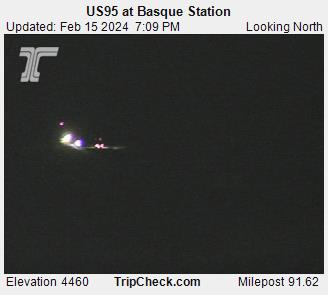 US95 at Basque Station
Updated: Feb 15 2024 7:09 PM Looking North
Elevation 4460 TripCheck.com Milepost 91.62